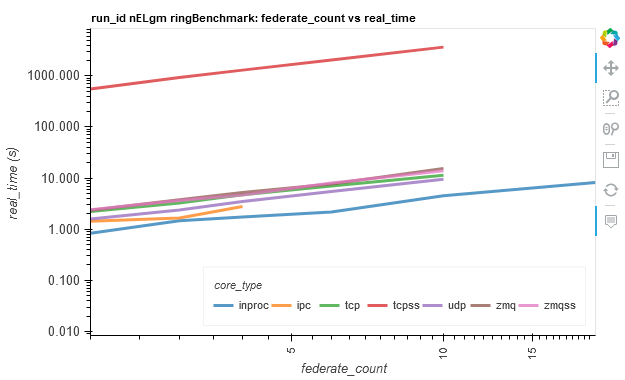 run_id nELgm ringBenchmark: federate_count vs real_time
1000.000
100.000
10.000
1.000
0.100
0.010
real_time (s)
core_type
inproc ipc tcp tcpss udp zmq zmqss
5 10 15
federate_count